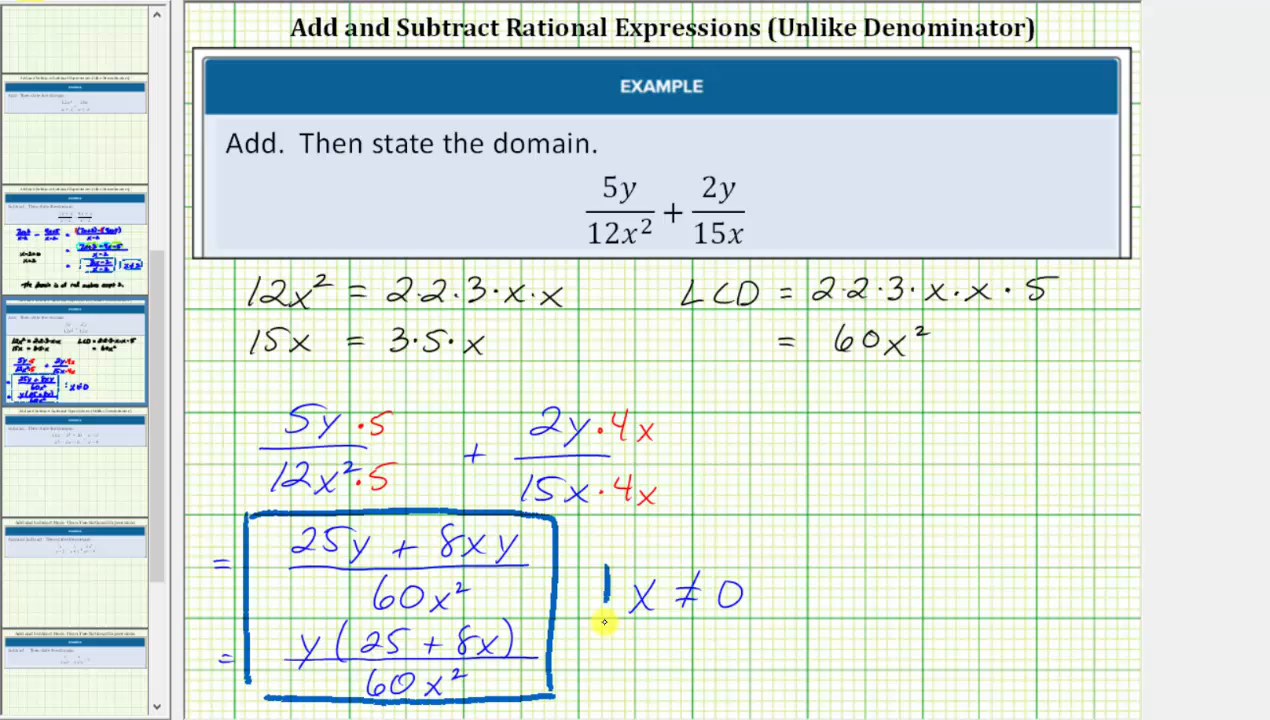 Add and Subtract Rational Expressions (Unlike Denominator)
EXAMPLE
Add. Then state the domain.
5y/12x² + 2y/15x
12x² = 2·2·3·x·x
15x = 3·5·x
LCD = 2·2·3·x·x·5
= 60x²
5y·5/12x²·5 + 2y·4x/15x·4x
= 25y + 8xy/60x²
= y(25 + 8x)/60x²
x ≠ 0